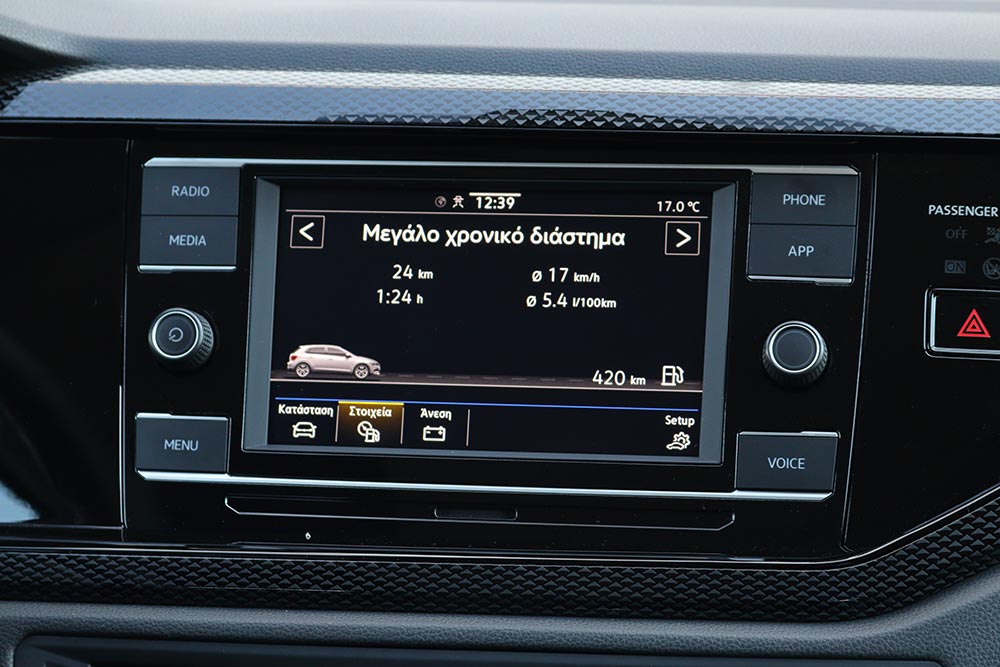 RADIO
MEDIA
MENU
12:39
17.0 °C
< Μεγάλο χρονικό διάστημα >
24 km
ø 17 km/h
1:24 h
ø 5.4 l/100km
420 km
Κατάσταση Στοιχεία Άνεση Setup
PHONE
APP
VOICE
PASSENGER
OFF
ON